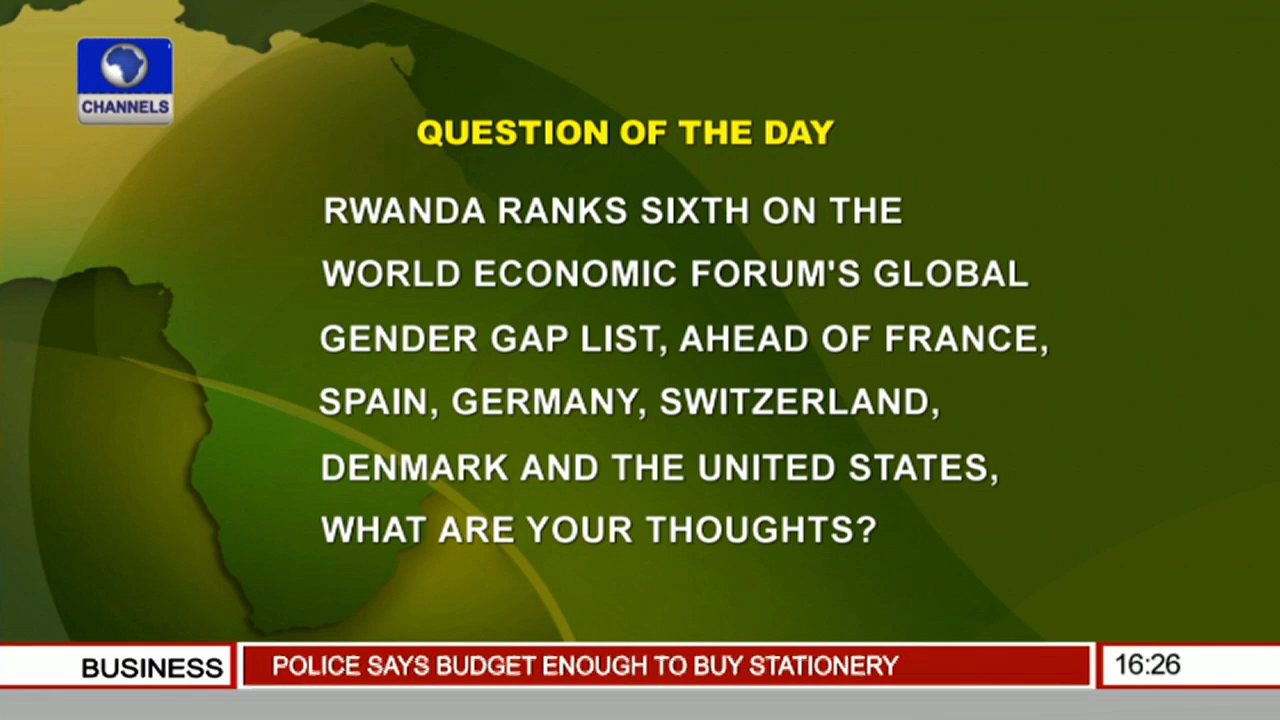 CHANNELS
QUESTION OF THE DAY
RWANDA RANKS SIXTH ON THE
WORLD ECONOMIC FORUM'S GLOBAL
GENDER GAP LIST, AHEAD OF FRANCE,
SPAIN, GERMANY, SWITZERLAND,
DENMARK AND THE UNITED STATES,
WHAT ARE YOUR THOUGHTS?
BUSINESS
POLICE SAYS BUDGET ENOUGH TO BUY STATIONERY
16:26